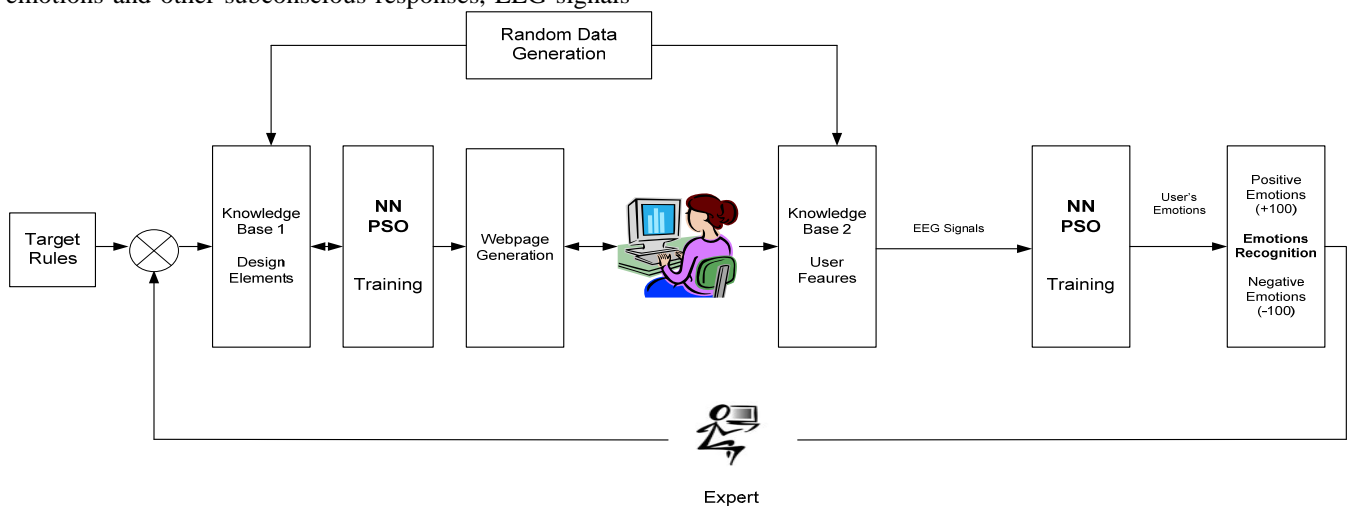 emotions and other subconscious responses, EEG signals
Random Data
Generation
Target
Rules
Knowledge
Base 1
Design
Elements
NN
PSO
Training
Webpage
Generation
Knowledge
Base 2
User
Feaures
EEG Signals
NN
PSO
Training
User's
Emotions
Positive
Emotions
(+100)
Emotions
Recognition
Negative
Emotions
(-100)
Expert